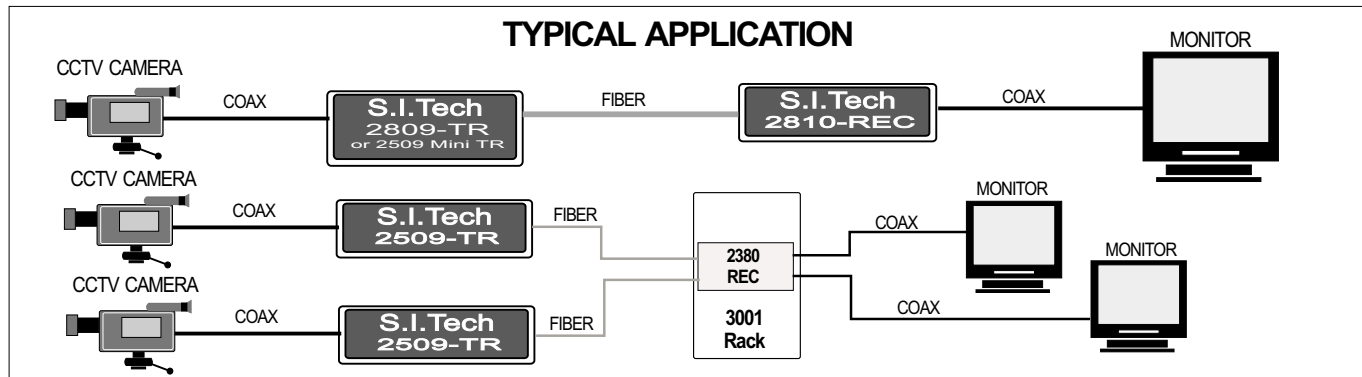 TYPICAL APPLICATION
CCTV CAMERA
COAX
S.I.Tech
2809-TR
or 2509 Mini TR
FIBER
S.I.Tech
2810-REC
COAX
MONITOR
CCTV CAMERA
COAX
S.I.Tech
2509-TR
FIBER
2380
REC
3001
Rack
COAX
MONITOR
CCTV CAMERA
COAX
S.I.Tech
2509-TR
FIBER
COAX
MONITOR